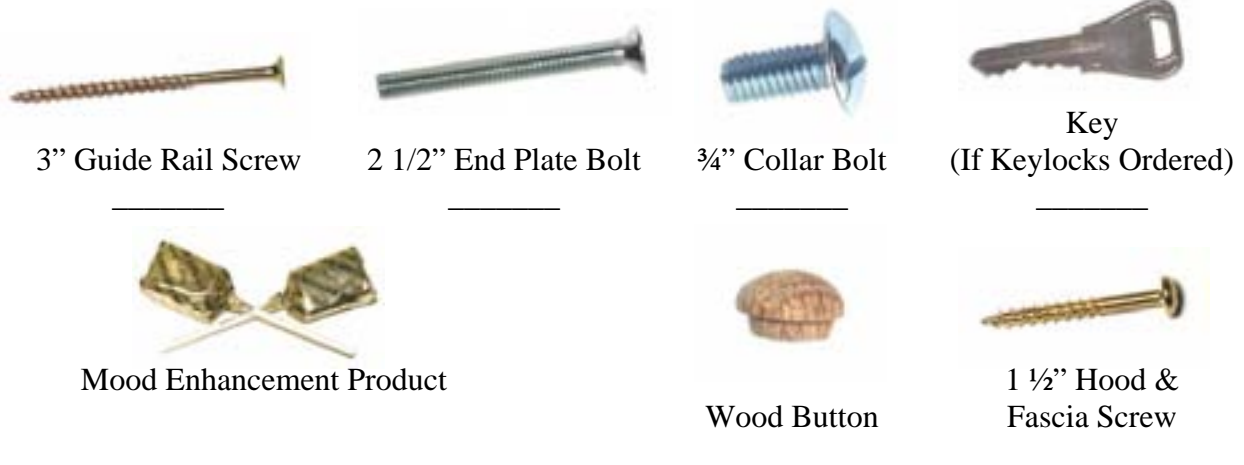 3” Guide Rail Screw
2 1/2” End Plate Bolt
¾” Collar Bolt
Key
(If Keylocks Ordered)
_______ _______ _______ _______
Mood Enhancement Product
Wood Button
1 ½” Hood &
Fascia Screw